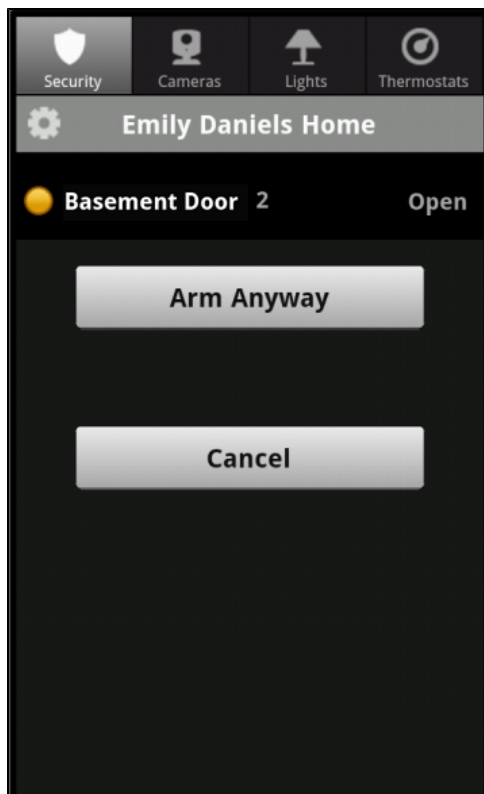 Security Cameras Lights Thermostats
Emily Daniels Home
Basement Door 2 Open
Arm Anyway
Cancel